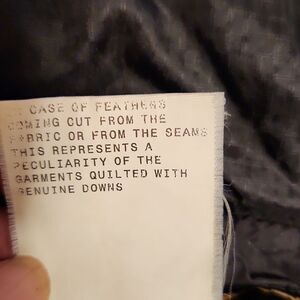 IN CASE OF FEATHERS
COMING CUT FROM THE
FABRIC OR FROM THE SEAMS
THIS REPRESENTS A
PECULIARITY OF THE
GARMENTS QUILTED WITH
GENUINE DOWNS